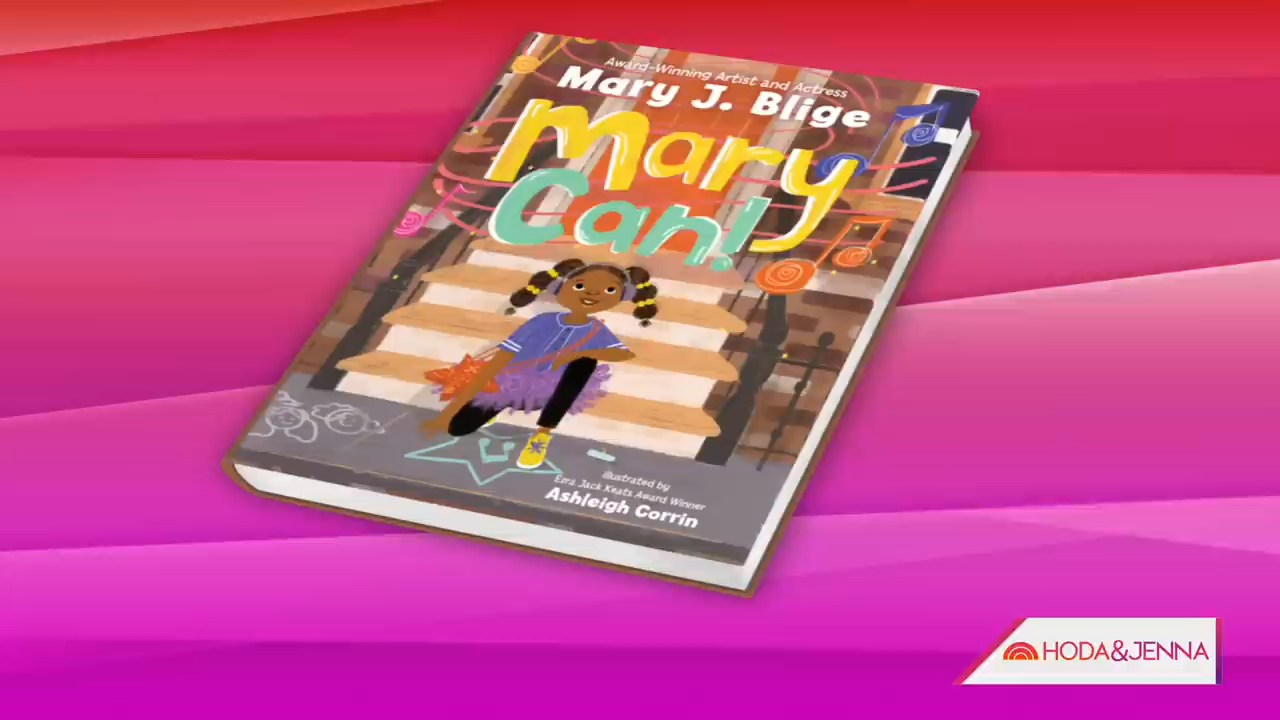 Award-Winning Artist and Actress
Mary J. Blige
Mary
Can!
illustrated by
Ezra Jack Keats Award Winner
Ashleigh Corrin
HODA&JENNA